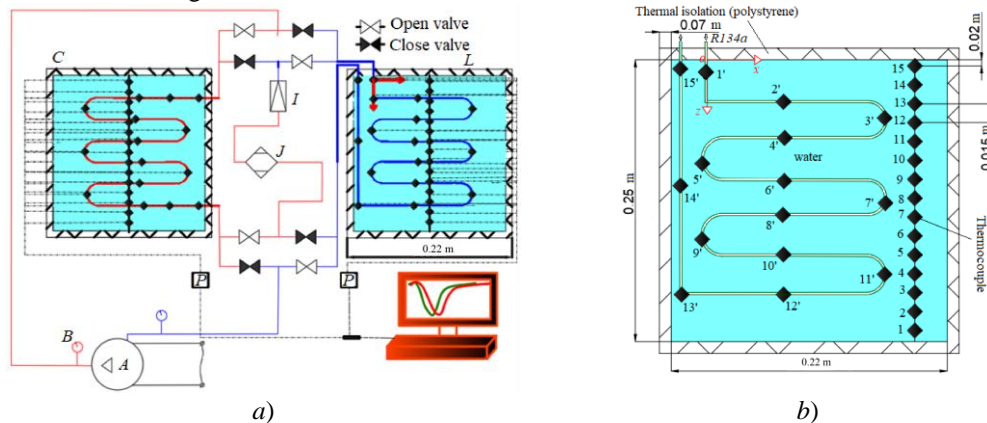 Open valve
Close valve
C
L
I
J
0.22 m
P
P
B
A
a)
Thermal isolation (polystyrene)
0.07
m
R134a
0.02
m
o
x
z
15'
1'
2'
3'
4'
5'
6'
7'
8'
9'
10'
11'
12'
13'
14'
water
15
14
13
12
11
10
9
8
7
6
5
4
3
2
1
0.25 m
0.015 m
Thermocouple
0.22 m
b)